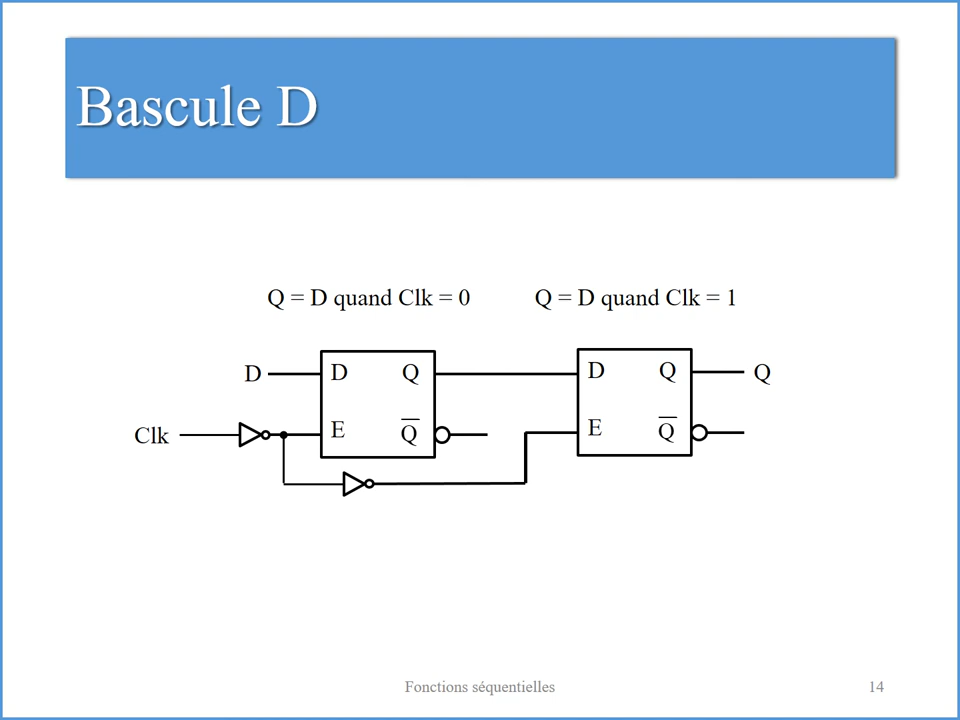 Bascule D
Q = D quand Clk = 0
Q = D quand Clk = 1
D
D
Q
D
Q
Q
Clk
E
Q̅
E
Q̅
Fonctions séquentielles
14